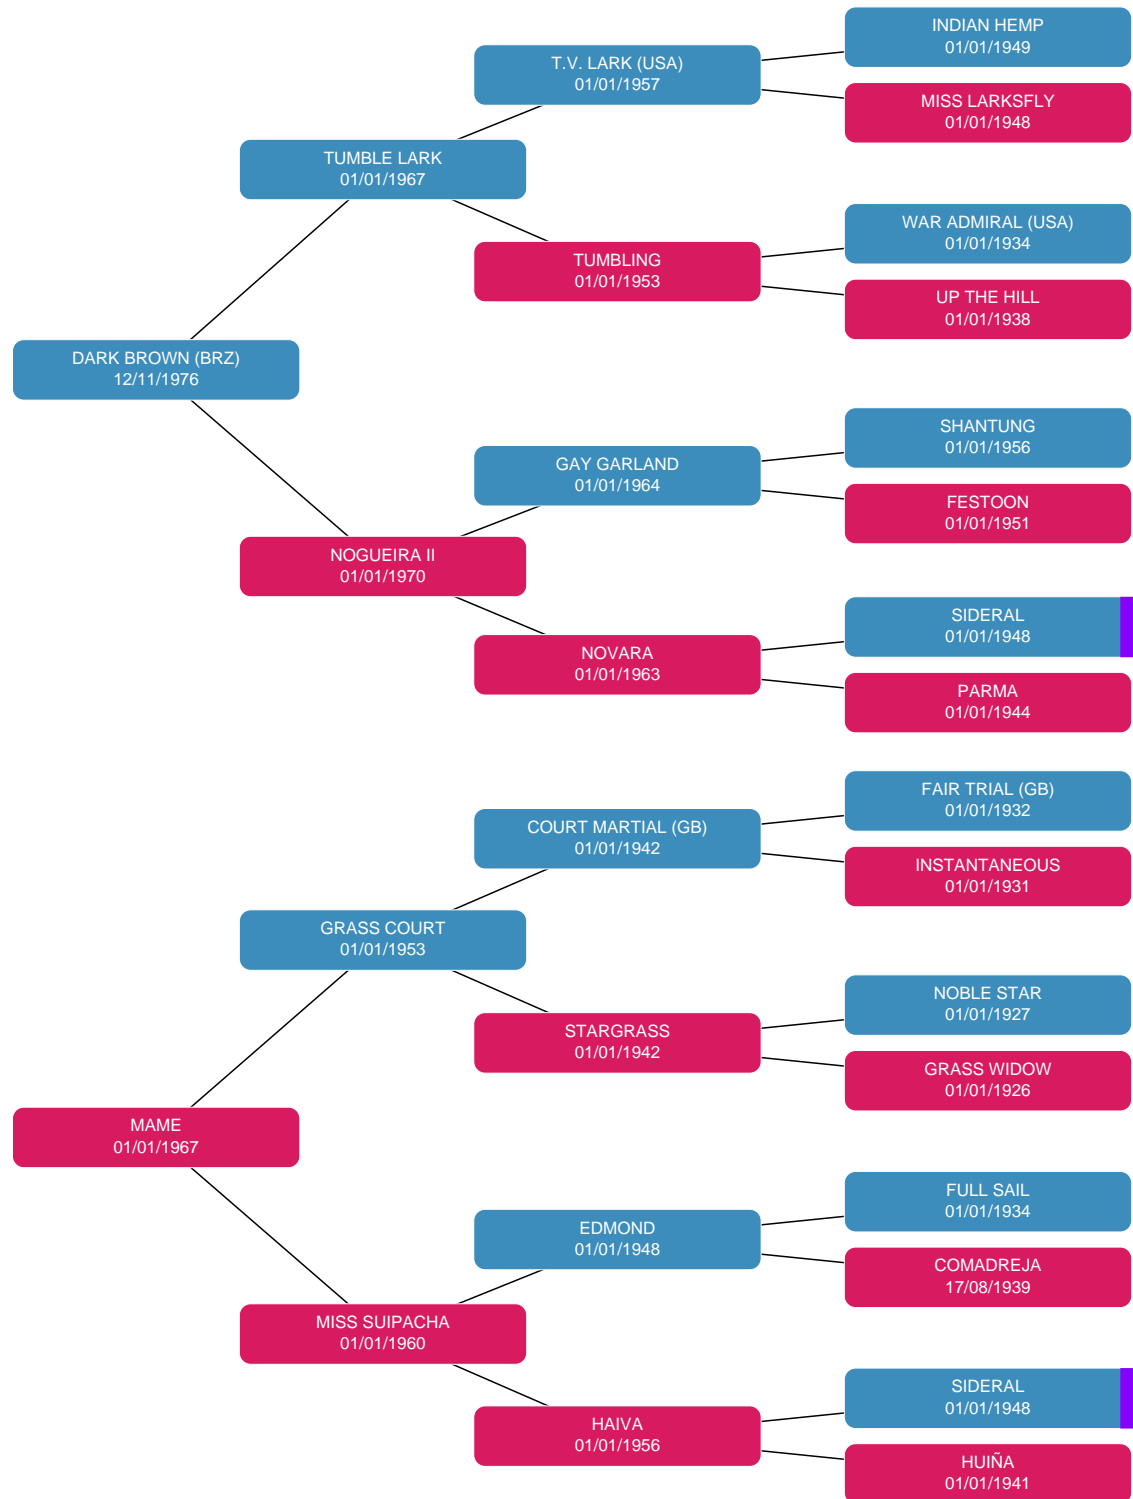 INDIAN HEMP
01/01/1949
T.V. LARK (USA)
01/01/1957
MISS LARKSFLY
01/01/1948
TUMBLE LARK
01/01/1967
WAR ADMIRAL (USA)
01/01/1934
TUMBLING
01/01/1953
UP THE HILL
01/01/1938
DARK BROWN (BRZ)
12/11/1976
SHANTUNG
01/01/1956
GAY GARLAND
01/01/1964
FESTOON
01/01/1951
NOGUEIRA II
01/01/1970
SIDERAL
01/01/1948
NOVARA
01/01/1963
PARMA
01/01/1944
FAIR TRIAL (GB)
01/01/1932
COURT MARTIAL (GB)
01/01/1942
INSTANTANEOUS
01/01/1931
GRASS COURT
01/01/1953
NOBLE STAR
01/01/1927
STARGRASS
01/01/1942
GRASS WIDOW
01/01/1926
MAME
01/01/1967
FULL SAIL
01/01/1934
EDMOND
01/01/1948
COMADREJA
17/08/1939
MISS SUIPACHA
01/01/1960
SIDERAL
01/01/1948
HAIVA
01/01/1956
HUIÑA
01/01/1941